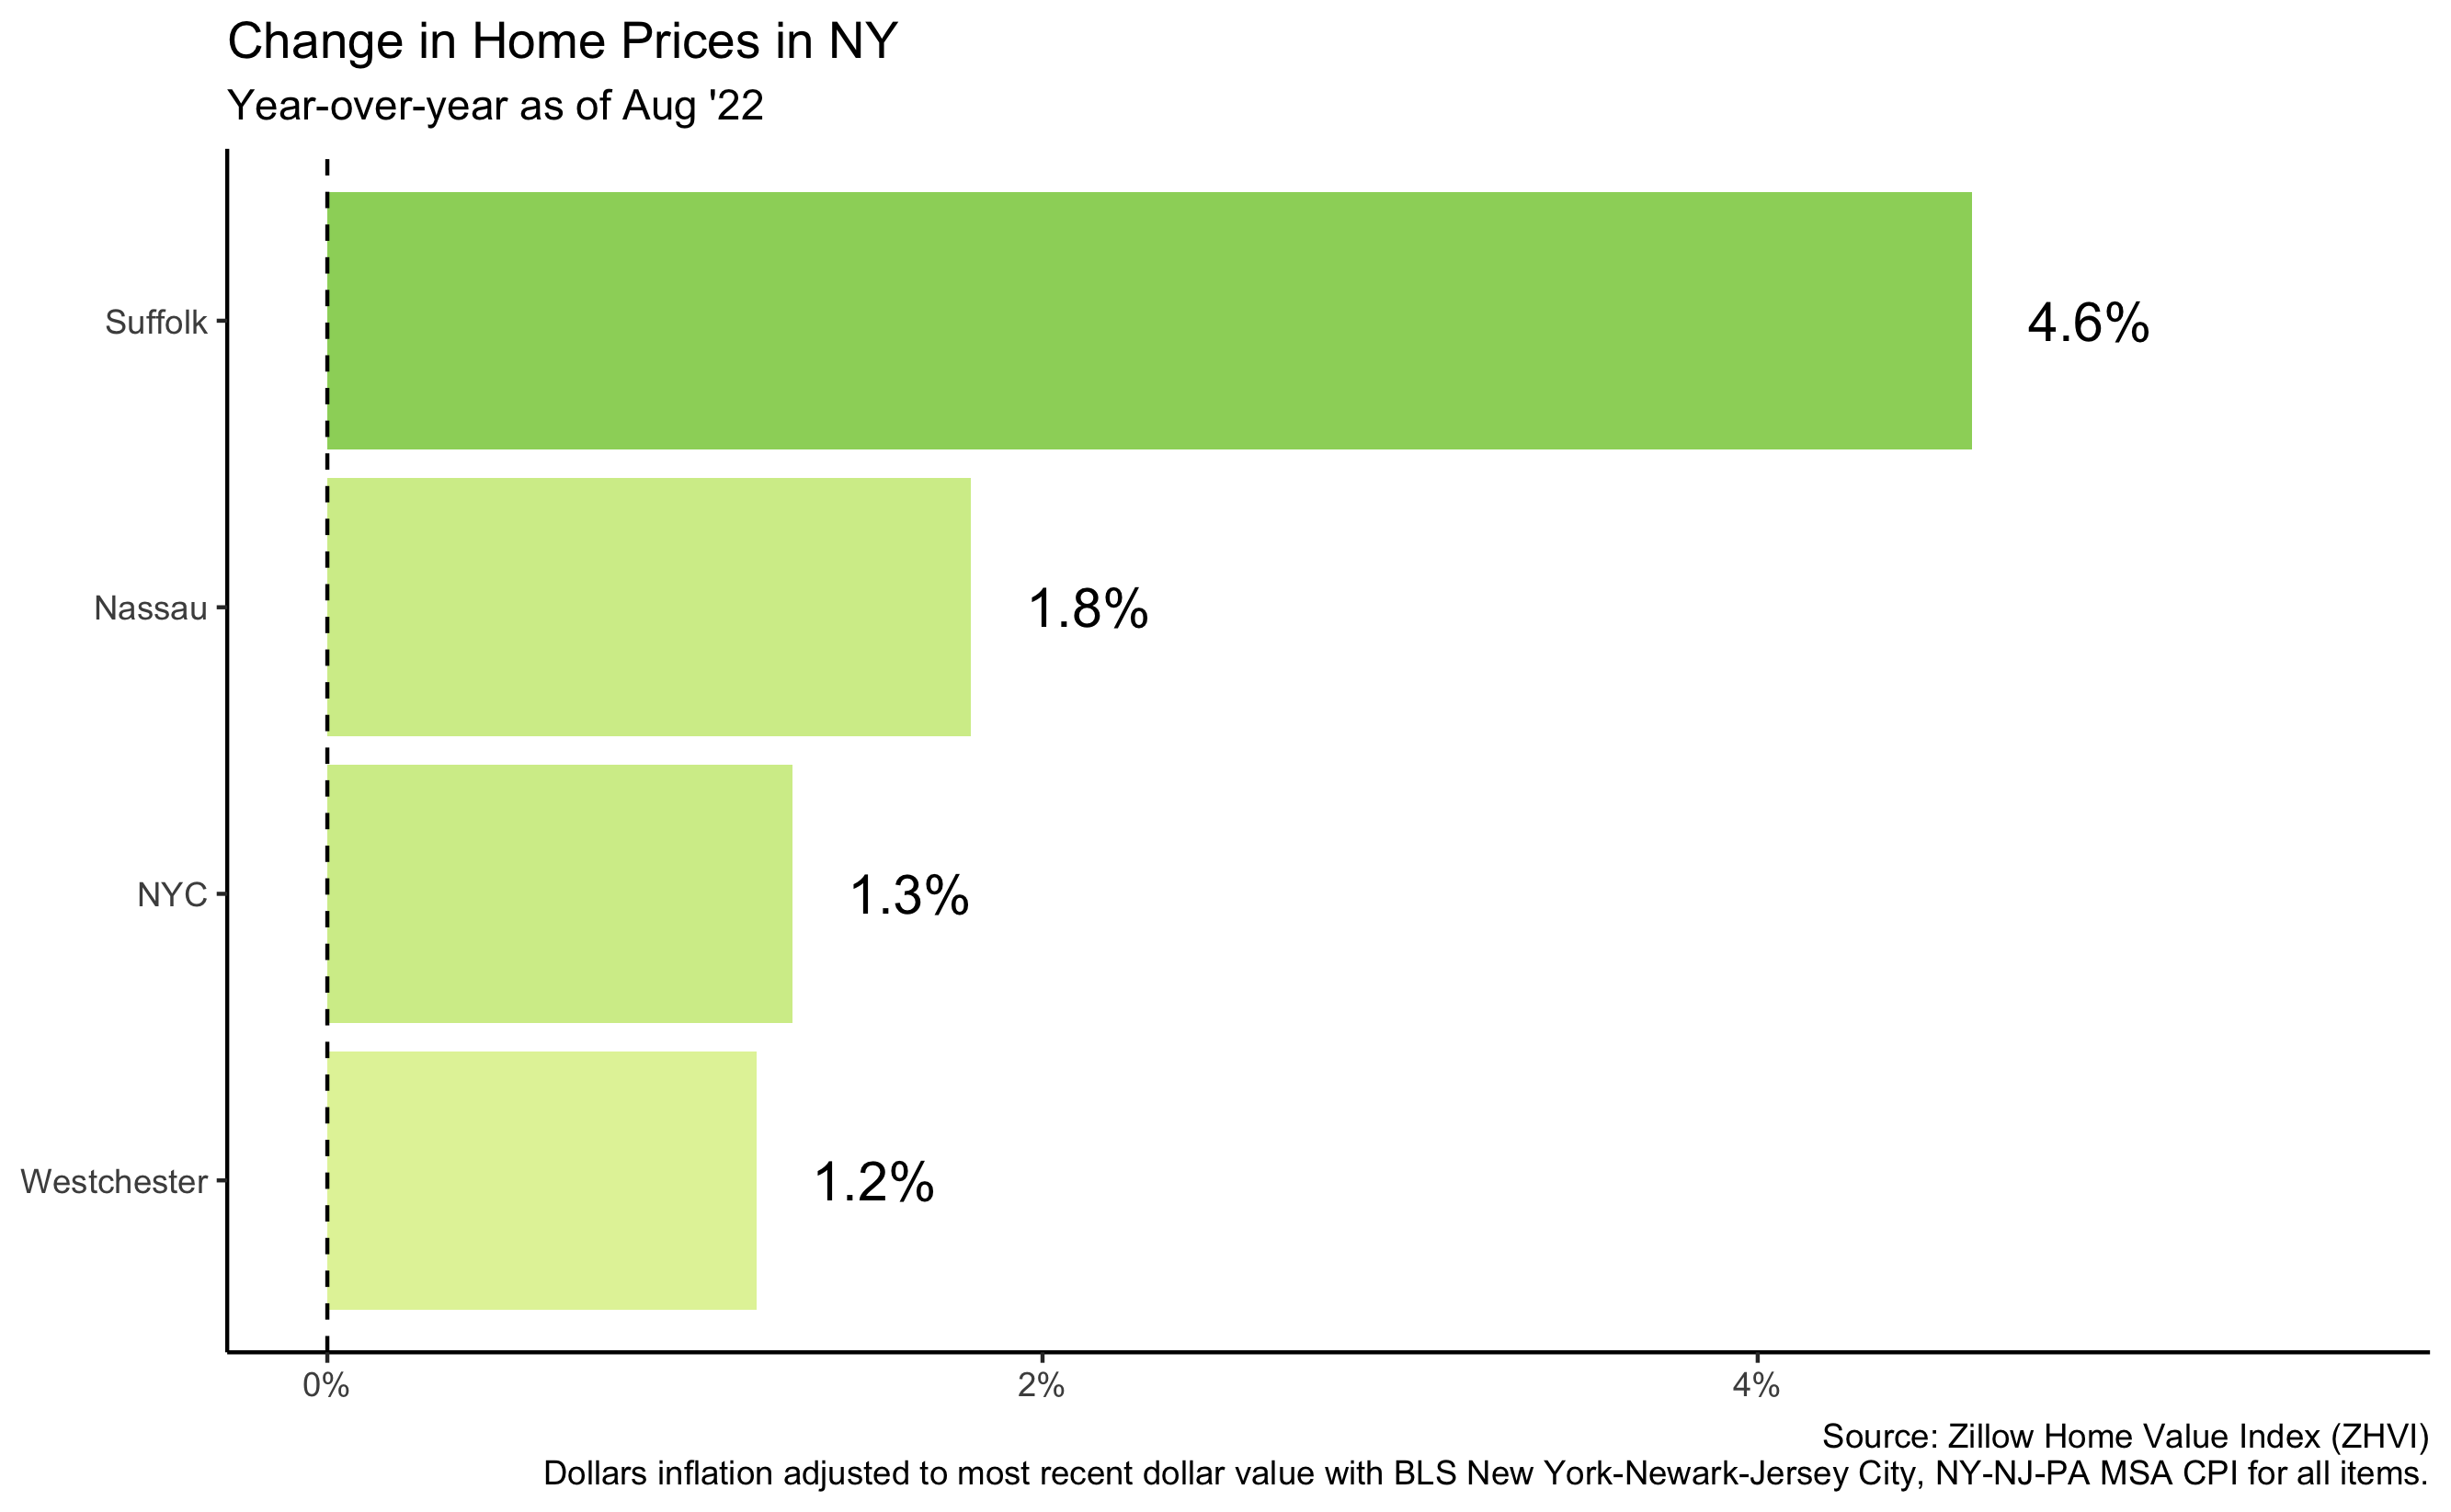 Change in Home Prices in NY
Year-over-year as of Aug '22
Suffolk
4.6%
Nassau
1.8%
NYC
1.3%
Westchester
1.2%
0%
2%
4%
Source: Zillow Home Value Index (ZHVI)
Dollars inflation adjusted to most recent dollar value with BLS New York-Newark-Jersey City, NY-NJ-PA MSA CPI for all items.